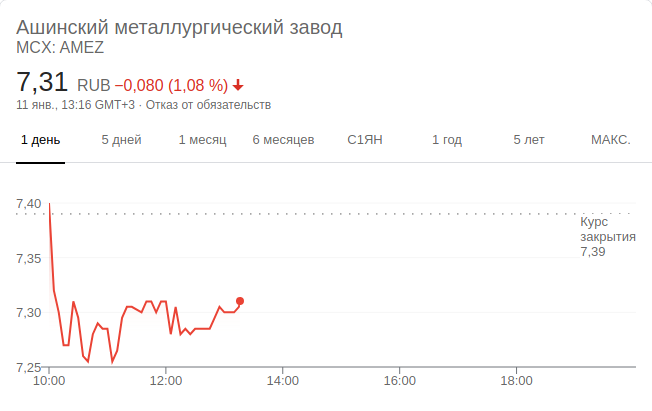 Ашинский металлургический завод
MCX: AMEZ
7,31 RUB −0,080 (1,08 %)
11 янв., 13:16 GMT+3 · Отказ от обязательств
1 день 5 дней 1 месяц 6 месяцев С1ЯН 1 год 5 лет МАКС.
7,40
Курс
закрытия
7,39
7,35
7,30
7,25
10:00 12:00 14:00 16:00 18:00